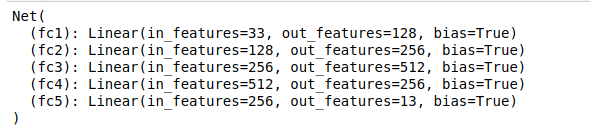 Net(
  (fc1): Linear(in_features=33, out_features=128, bias=True)
  (fc2): Linear(in_features=128, out_features=256, bias=True)
  (fc3): Linear(in_features=256, out_features=512, bias=True)
  (fc4): Linear(in_features=512, out_features=256, bias=True)
  (fc5): Linear(in_features=256, out_features=13, bias=True)
)